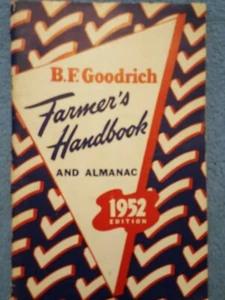 B.F. Goodrich
Farmer's
Handbook
AND ALMANAC
1952
EDITION